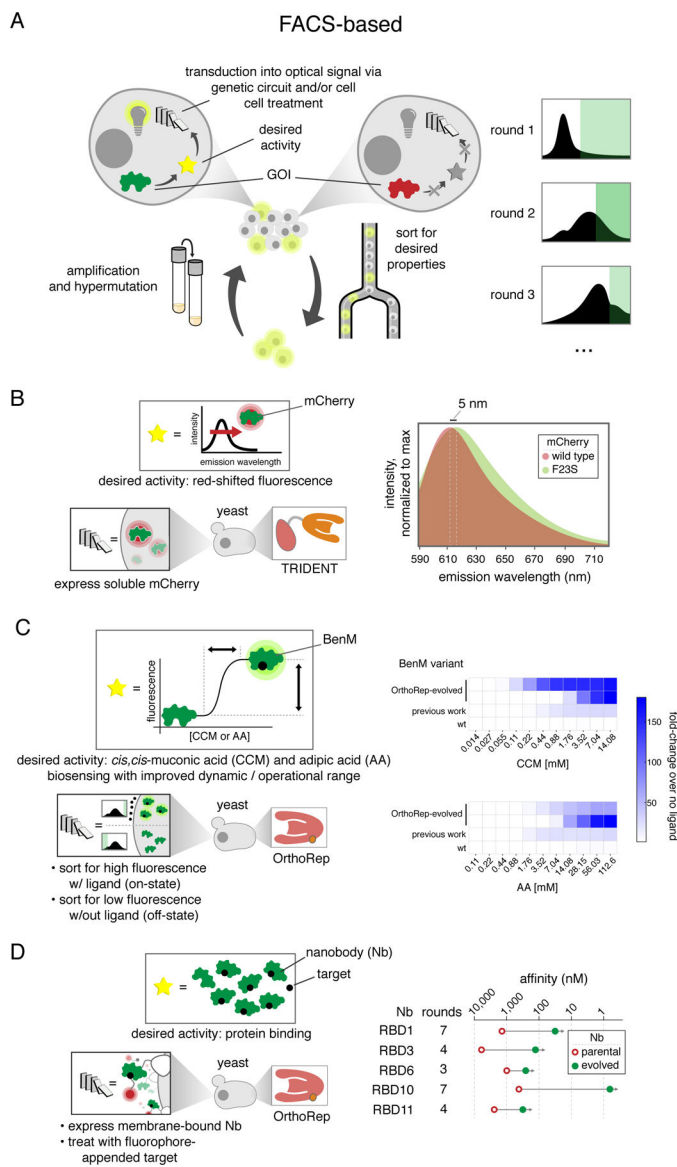 A
FACS-based
transduction into optical signal via
genetic circuit and/or cell
cell treatment
desired
activity
GOI
amplification
and hypermutation
sort for
desired
properties
round 1
round 2
round 3
...
B
mCherry
intensity
emission wavelength
desired activity: red-shifted fluorescence
yeast
express soluble mCherry
TRIDENT
5 nm
mCherry
wild type
F23S
intensity,
normalized to max
590 610 630 650 670 690 710
emission wavelength (nm)
C
BenM
fluorescence
[CCM or AA]
desired activity: cis,cis-muconic acid (CCM) and adipic acid (AA)
biosensing with improved dynamic / operational range
yeast
OrthoRep
• sort for high fluorescence
w/ ligand (on-state)
• sort for low fluorescence
w/out ligand (off-state)
BenM variant
OrthoRep-evolved
previous work
wt
0.014 0.027 0.055 0.11 0.22 0.44 0.88 1.76 3.52 7.04 14.08
CCM [mM]
OrthoRep-evolved
previous work
wt
0.11 0.22 0.44 0.88 1.76 3.52 7.04 14.08 28.15 56.03 112.6
AA [mM]
150
100
50
fold-change over no ligand
D
nanobody (Nb)
target
desired activity: protein binding
yeast
OrthoRep
• express membrane-bound Nb
• treat with fluorophore-
appended target
affinity (nM)
10,000 1,000 100 10 1
Nb rounds
RBD1 7
RBD3 4
RBD6 3
RBD10 7
RBD11 4
Nb
parental
evolved